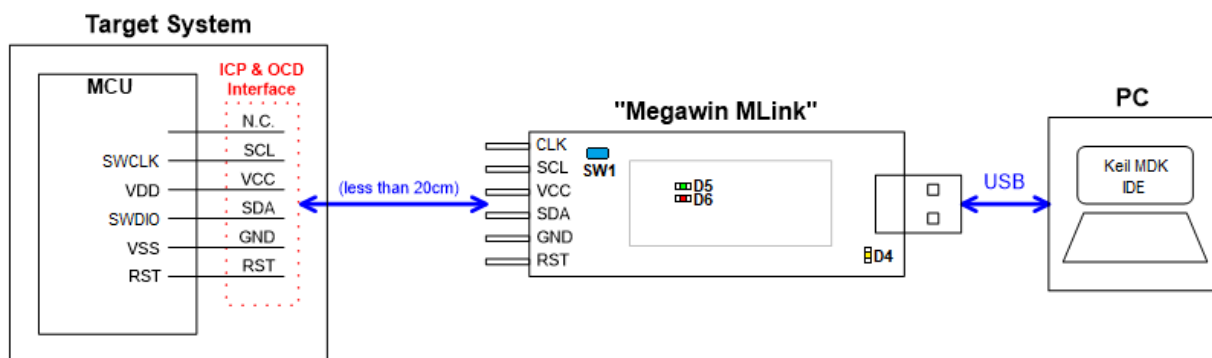 Target System
MCU
ICP & OCD
Interface
N.C.
SWCLK
SCL
VDD
VCC
SWDIO
SDA
VSS
GND
RST
RST
(less than 20cm)
"Megawin MLink"
CLK
SCL
VCC
SDA
GND
RST
SW1
D5
D6
D4
USB
PC
Keil MDK
IDE